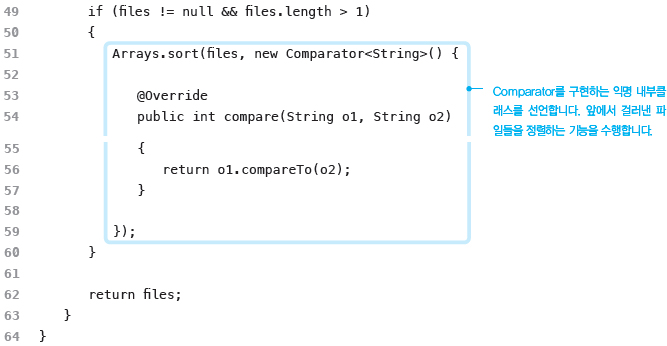 49 if (files != null && files.length > 1)
50 {
51 Arrays.sort(files, new Comparator<String>() {
52
53 @Override
54 public int compare(String o1, String o2)
55 {
56 return o1.compareTo(o2);
57 }
58
59 });
60 }
61
62 return files;
63 }
64 }
Comparator를 구현하는 익명 내부클
래스를 선언합니다. 앞에서 걸러낸 파
일들을 정렬하는 기능을 수행합니다.